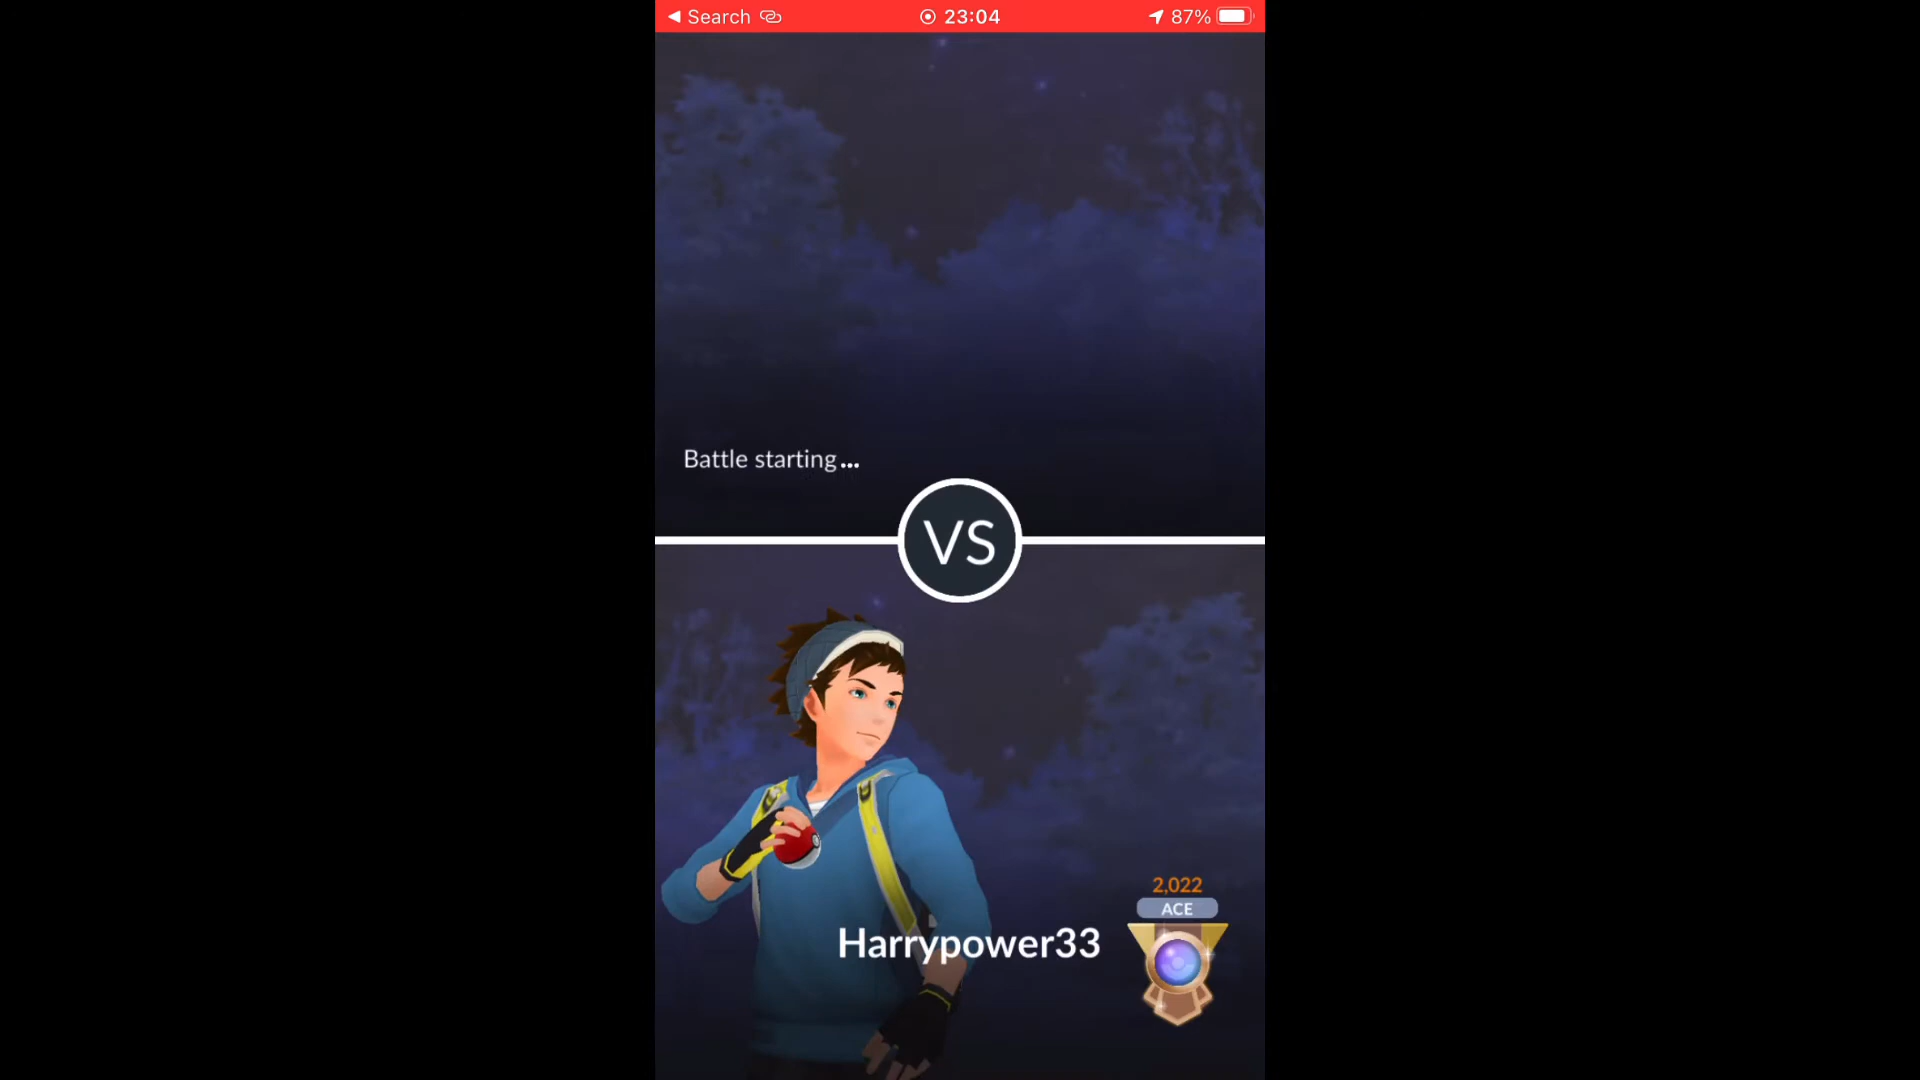 Search
23:04
87%
Battle starting...
VS
2,022
ACE
Harrypower33